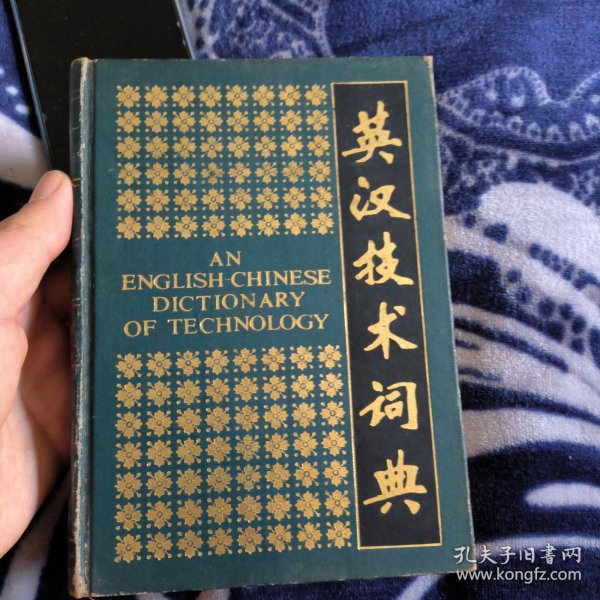 AN
ENGLISH-CHINESE
DICTIONARY
OF TECHNOLOGY
英汉技术词典
孔夫子旧书网
www.kongfz.com